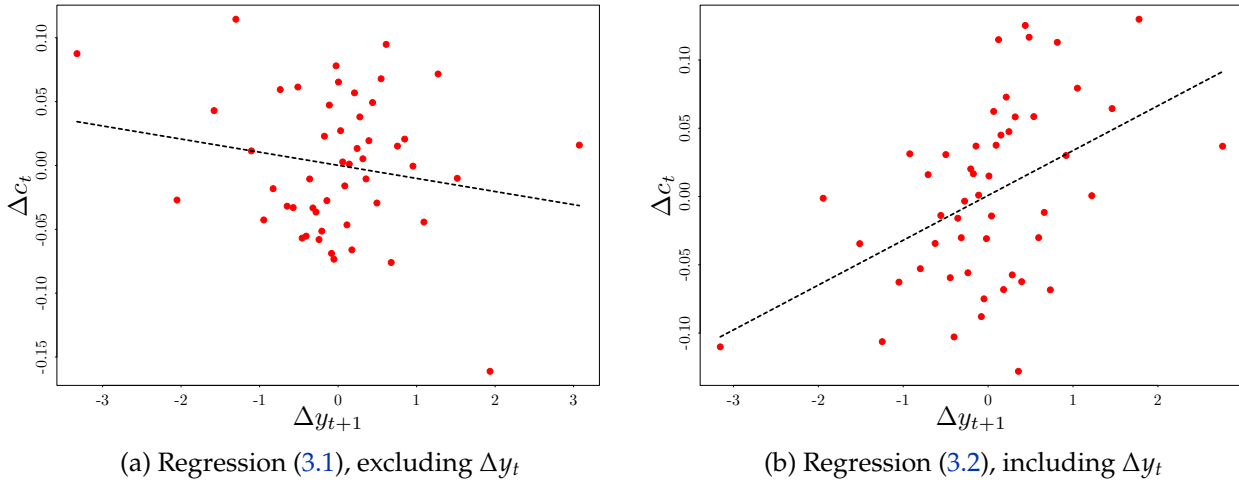 0.10
0.05
0.00
-0.05
-0.10
-0.15
Δc_t
-3 -2 -1 0 1 2 3
Δy_{t+1}
(a) Regression (3.1), excluding Δy_t
0.10
0.05
0.00
-0.05
-0.10
Δc_t
-3 -2 -1 0 1 2
Δy_{t+1}
(b) Regression (3.2), including Δy_t